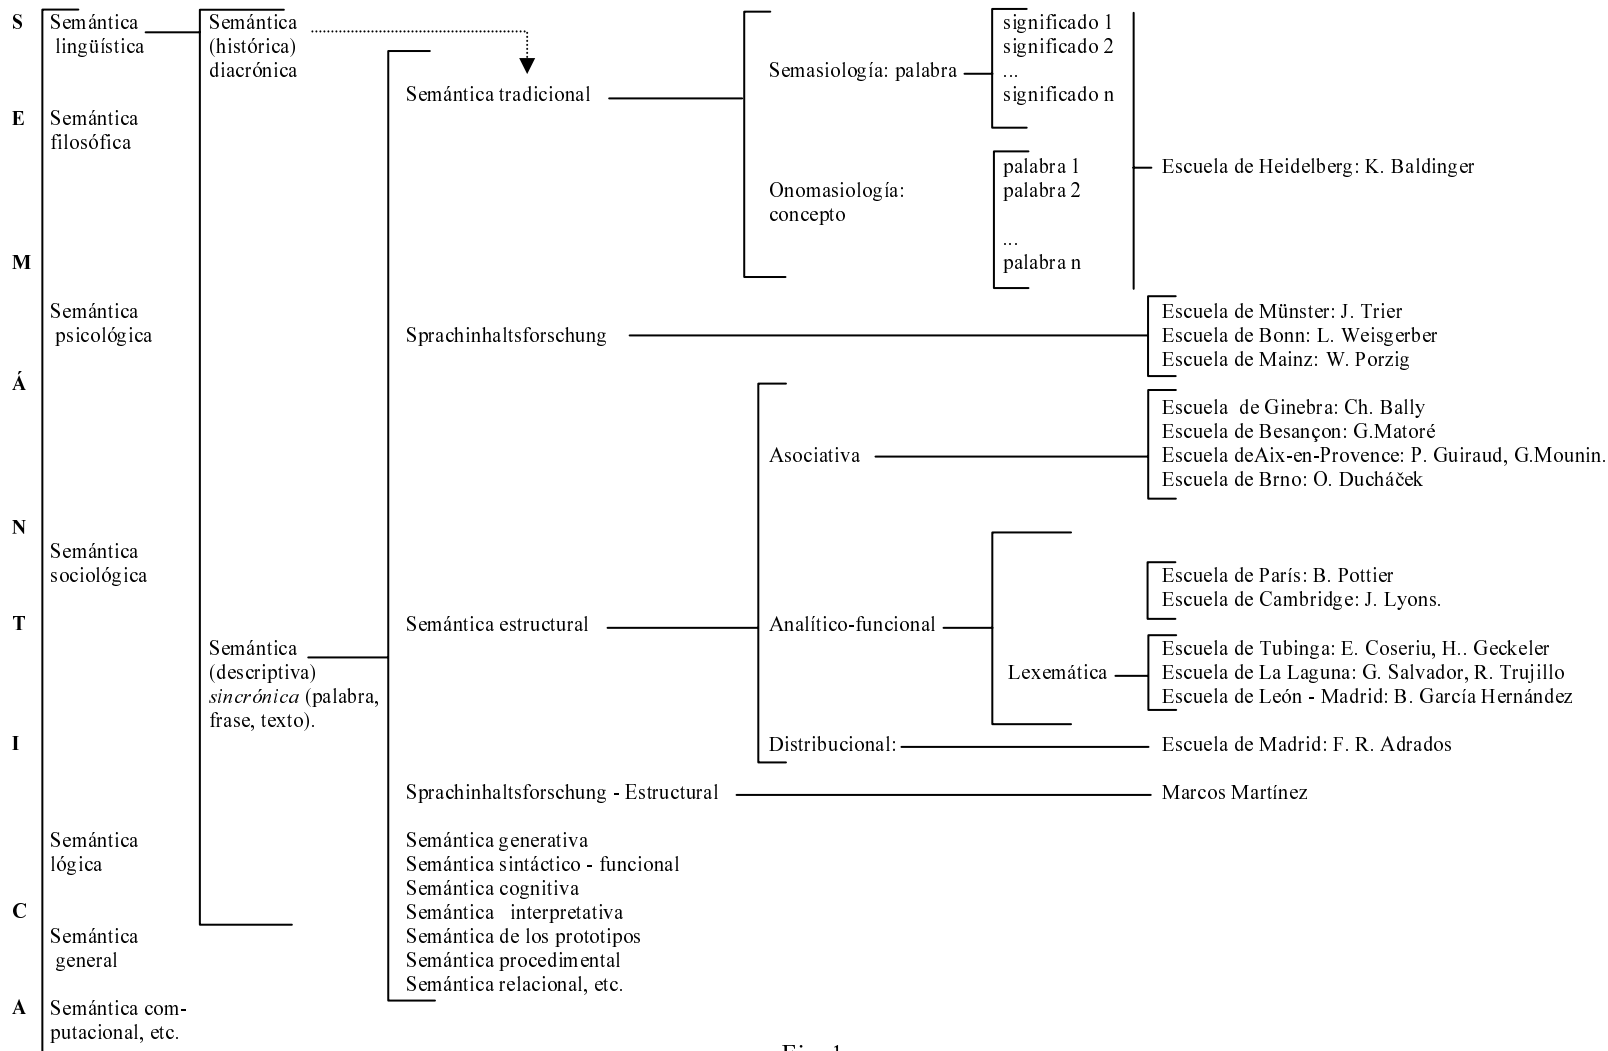 S
E
M
Á
N
T
I
C
A
Semántica
lingüística
Semántica
filosófica
Semántica
psicológica
Semántica
sociológica
Semántica
lógica
Semántica
general
Semántica com-
putacional, etc.
Semántica
(histórica)
diacrónica
Semántica
(descriptiva)
sincrónica (palabra,
frase, texto).
Semántica tradicional
Semasiología: palabra
significado 1
significado 2
...
significado n
Onomasiología:
concepto
palabra 1
palabra 2
...
palabra n
Escuela de Heidelberg: K. Baldinger
Sprachinhaltsforschung
Escuela de Münster: J. Trier
Escuela de Bonn: L. Weisgerber
Escuela de Mainz: W. Porzig
Semántica estructural
Asociativa
Escuela de Ginebra: Ch. Bally
Escuela de Besançon: G.Matoré
Escuela deAix-en-Provence: P. Guiraud, G.Mounin.
Escuela de Brno: O. Ducháček
Analítico-funcional
Escuela de París: B. Pottier
Escuela de Cambridge: J. Lyons.
Lexemática
Escuela de Tubinga: E. Coseriu, H.. Geckeler
Escuela de La Laguna: G. Salvador, R. Trujillo
Escuela de León - Madrid: B. García Hernández
Distribucional:
Escuela de Madrid: F. R. Adrados
Sprachinhaltsforschung - Estructural
Marcos Martínez
Semántica generativa
Semántica sintáctico - funcional
Semántica cognitiva
Semántica interpretativa
Semántica de los prototipos
Semántica procedimental
Semántica relacional, etc.